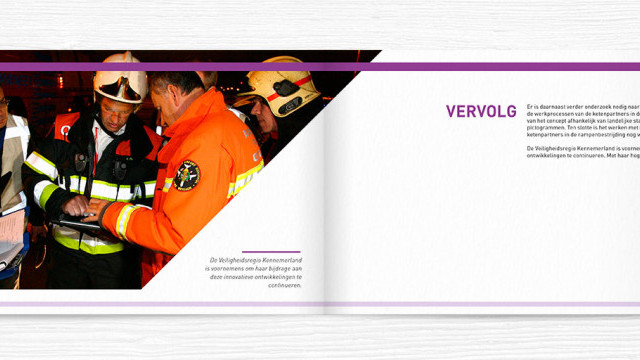 De Veiligheidsregio Kennemerland
is voornemens om haar bijdrage aan
deze innovatieve ontwikkelingen te
continueren.
VERVOLG
Er is daarnaast verder onderzoek nodig naar
de werkprocessen van de ketenpartners in d
van het concept afhankelijk van landelijke sta
pictogrammen. Ten slotte is het werken met
ketenpartners in de rampenbestrijding nog v
De Veiligheidsregio Kennemerland is voorne
ontwikkelingen te continueren. Met haar hog